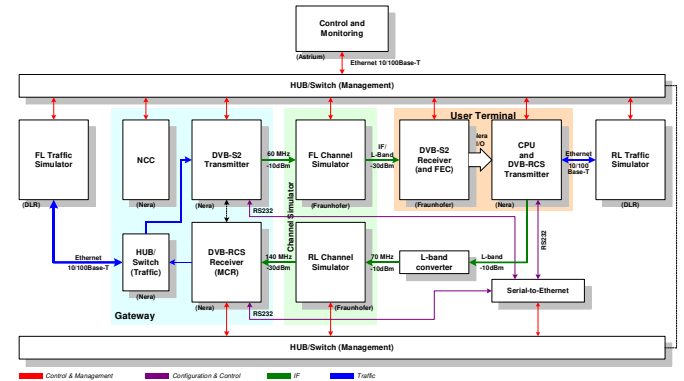 Control and
Monitoring
(Astrium)
Ethernet 10/100Base-T
HUB/Switch (Management)
User Terminal
FL Traffic
Simulator
(DLR)
NCC
(Nera)
DVB-S2
Transmitter
(Nera)
60 MHz
-10dBm
FL Channel
Simulator
(Fraunhofer)
IF/
L-Band
-30dBm
DVB-S2
Receiver
(and FEC)
(Fraunhofer)
I/O
CPU
and
DVB-RCS
Transmitter
(Nera)
Ethernet
10/100
Base-T
RL Traffic
Simulator
(DLR)
RS232
Channel Simulator
RS232
Ethernet
10/100Base-T
HUB/
Switch
(Traffic)
(Nera)
DVB-RCS
Receiver
(MCR)
(Nera)
140 MHz
-30dBm
RL Channel
Simulator
(Fraunhofer)
70 MHz
-10dBm
L-band
converter
L-band
-10dBm
Serial-to-Ethernet
Gateway
RS232
HUB/Switch (Management)
Control & Management
Configuration & Control
IF
Traffic